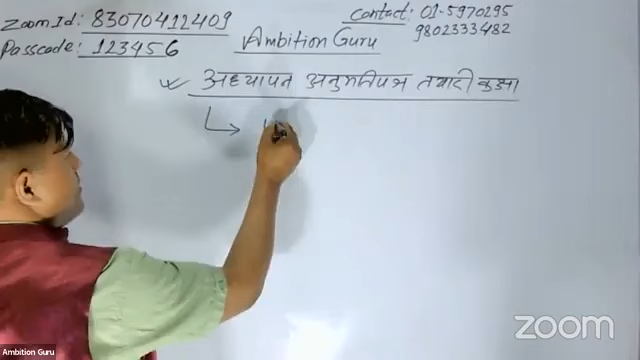 Zoom Id: 83070412409
Passcode: 123456
Contact: 01-5970295
9802333482
Ambition Guru
अध्यापन अनुमतिपत्र तयारी कक्षा
zoom
Ambition Guru